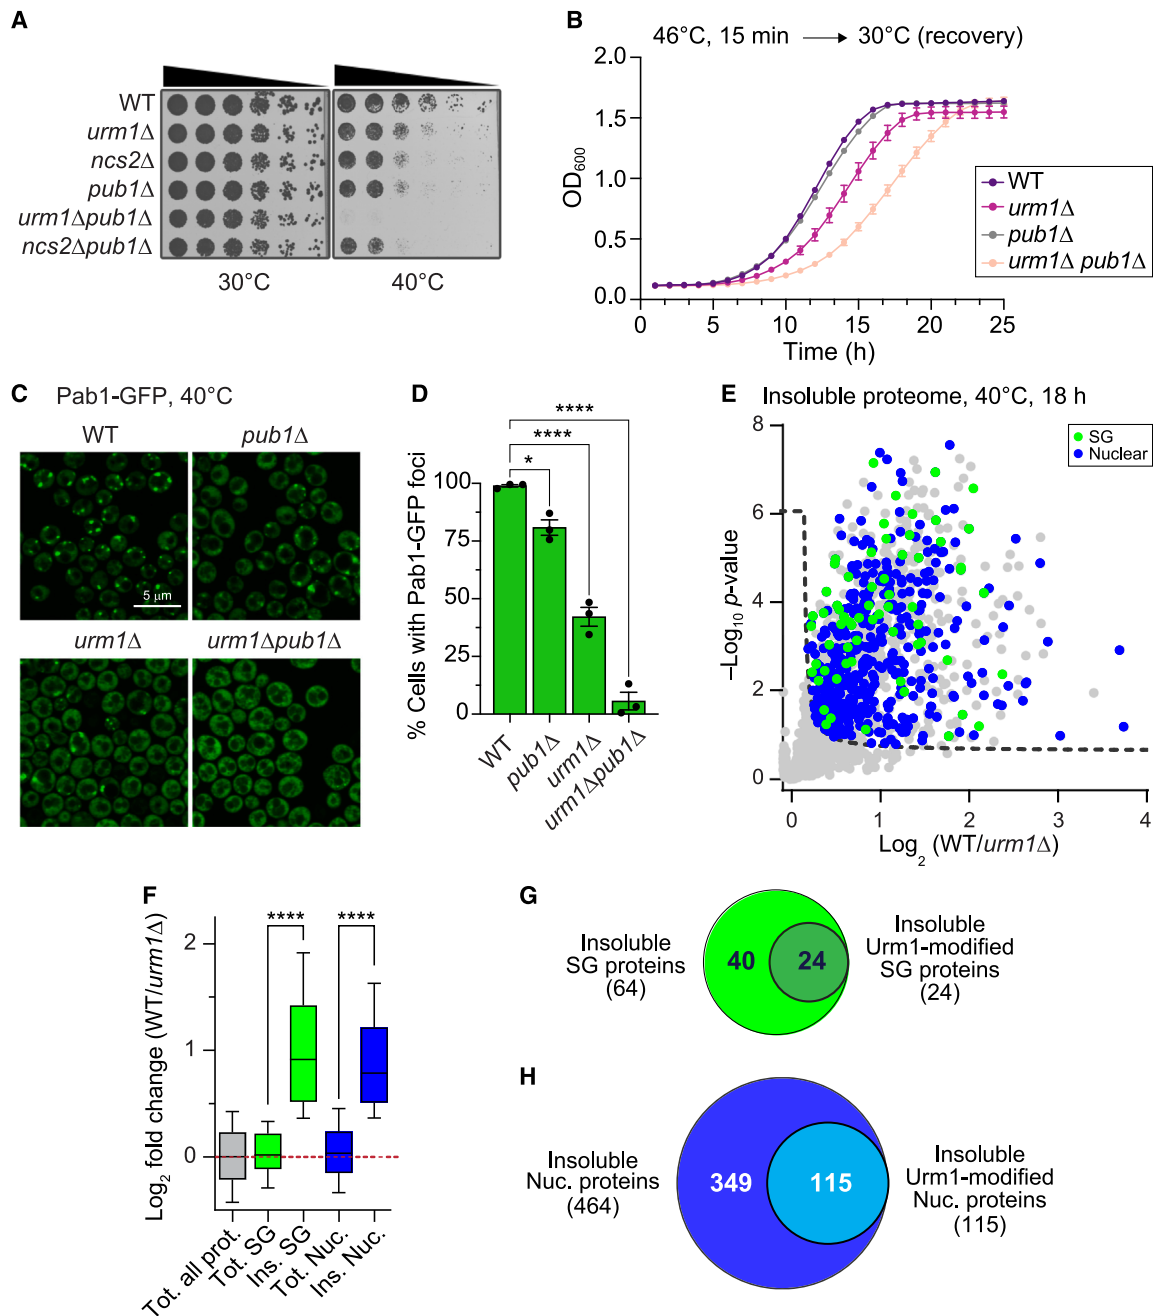 A
WT
urm1Δ
ncs2Δ
pub1Δ
urm1Δpub1Δ
ncs2Δpub1Δ
30°C
40°C
B
46°C, 15 min → 30°C (recovery)
OD600
2.0
1.5
1.0
0.5
0.0
0
5
10
15
20
25
Time (h)
WT
urm1Δ
pub1Δ
urm1Δ pub1Δ
C
Pab1-GFP, 40°C
WT
pub1Δ
5 μm
urm1Δ
urm1Δpub1Δ
D
****
****
*
% Cells with Pab1-GFP foci
100
75
50
25
0
WT
pub1Δ
urm1Δ
urm1Δpub1Δ
E
Insoluble proteome, 40°C, 18 h
SG
Nuclear
–Log10 p-value
8
6
4
2
0
0
1
2
3
4
Log2 (WT/urm1Δ)
F
****
****
Log2 fold change (WT/urm1Δ)
2
1
0
Tot. all prot.
Tot. SG
Ins. SG
Tot. Nuc.
Ins. Nuc.
G
Insoluble
SG proteins
(64)
40
24
Insoluble
Urm1-modified
SG proteins
(24)
H
Insoluble
Nuc. proteins
(464)
349
115
Insoluble
Urm1-modified
Nuc. proteins
(115)